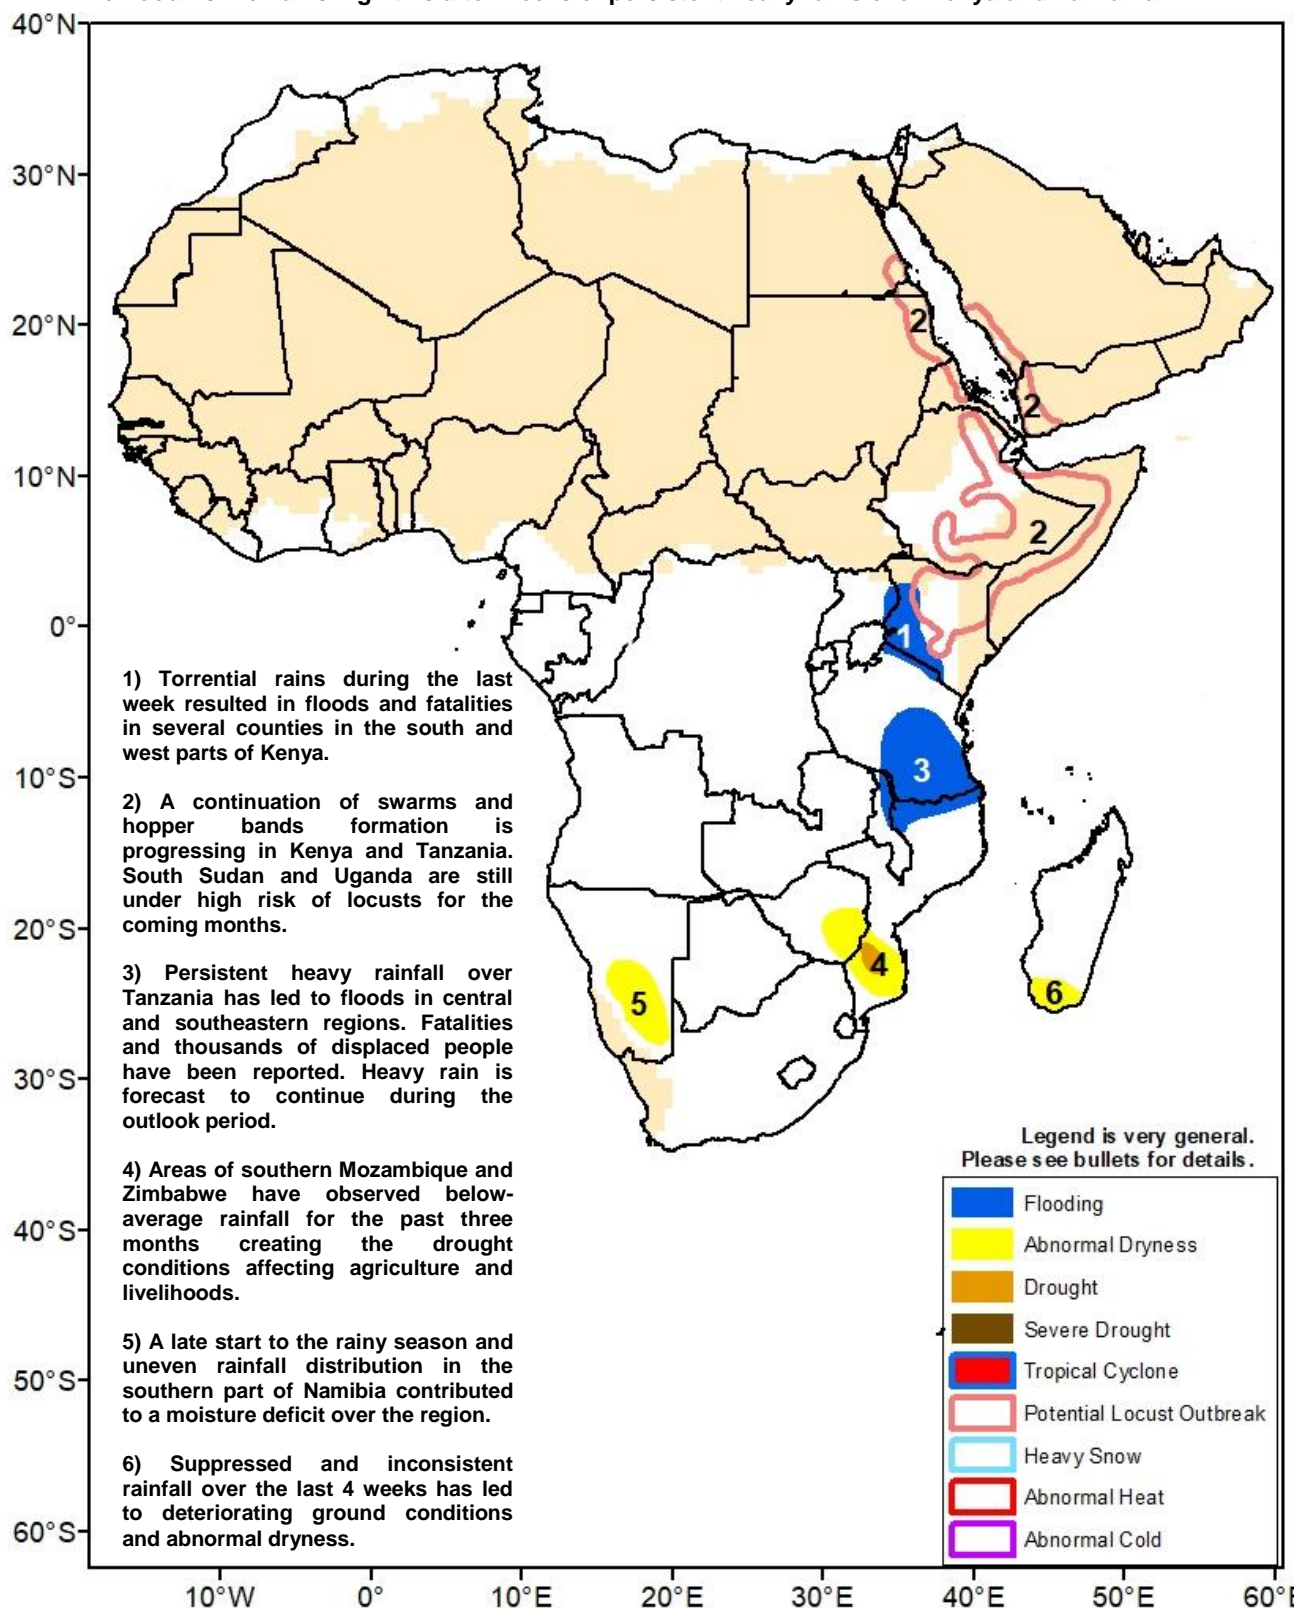 40°N
30°N
20°N
10°N
0°
10°S
20°S
30°S
40°S
50°S
60°S
2
2
2
1
3
4
5
6
1) Torrential rains during the last
week resulted in floods and fatalities
in several counties in the south and
west parts of Kenya.
2) A continuation of swarms and
hopper bands formation is
progressing in Kenya and Tanzania.
South Sudan and Uganda are still
under high risk of locusts for the
coming months.
3) Persistent heavy rainfall over
Tanzania has led to floods in central
and southeastern regions. Fatalities
and thousands of displaced people
have been reported. Heavy rain is
forecast to continue during the
outlook period.
4) Areas of southern Mozambique and
Zimbabwe have observed below-
average rainfall for the past three
months creating the drought
conditions affecting agriculture and
livelihoods.
5) A late start to the rainy season and
uneven rainfall distribution in the
southern part of Namibia contributed
to a moisture deficit over the region.
6) Suppressed and inconsistent
rainfall over the last 4 weeks has led
to deteriorating ground conditions
and abnormal dryness.
Legend is very general.
Please see bullets for details.
Flooding
Abnormal Dryness
Drought
Severe Drought
Tropical Cyclone
Potential Locust Outbreak
Heavy Snow
Abnormal Heat
Abnormal Cold
10°W
0°
10°E
20°E
30°E
40°E
50°E
60°E